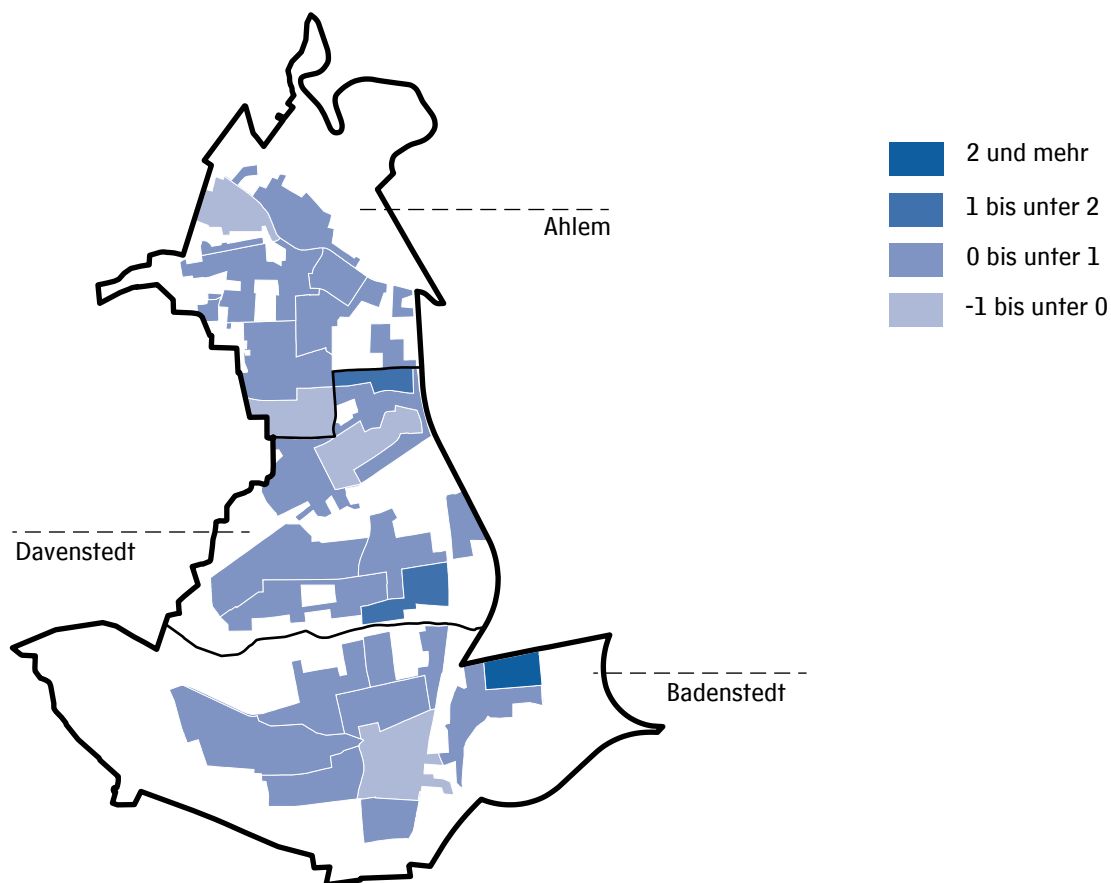 2 und mehr
1 bis unter 2
0 bis unter 1
-1 bis unter 0
Ahlem
Davenstedt
Badenstedt